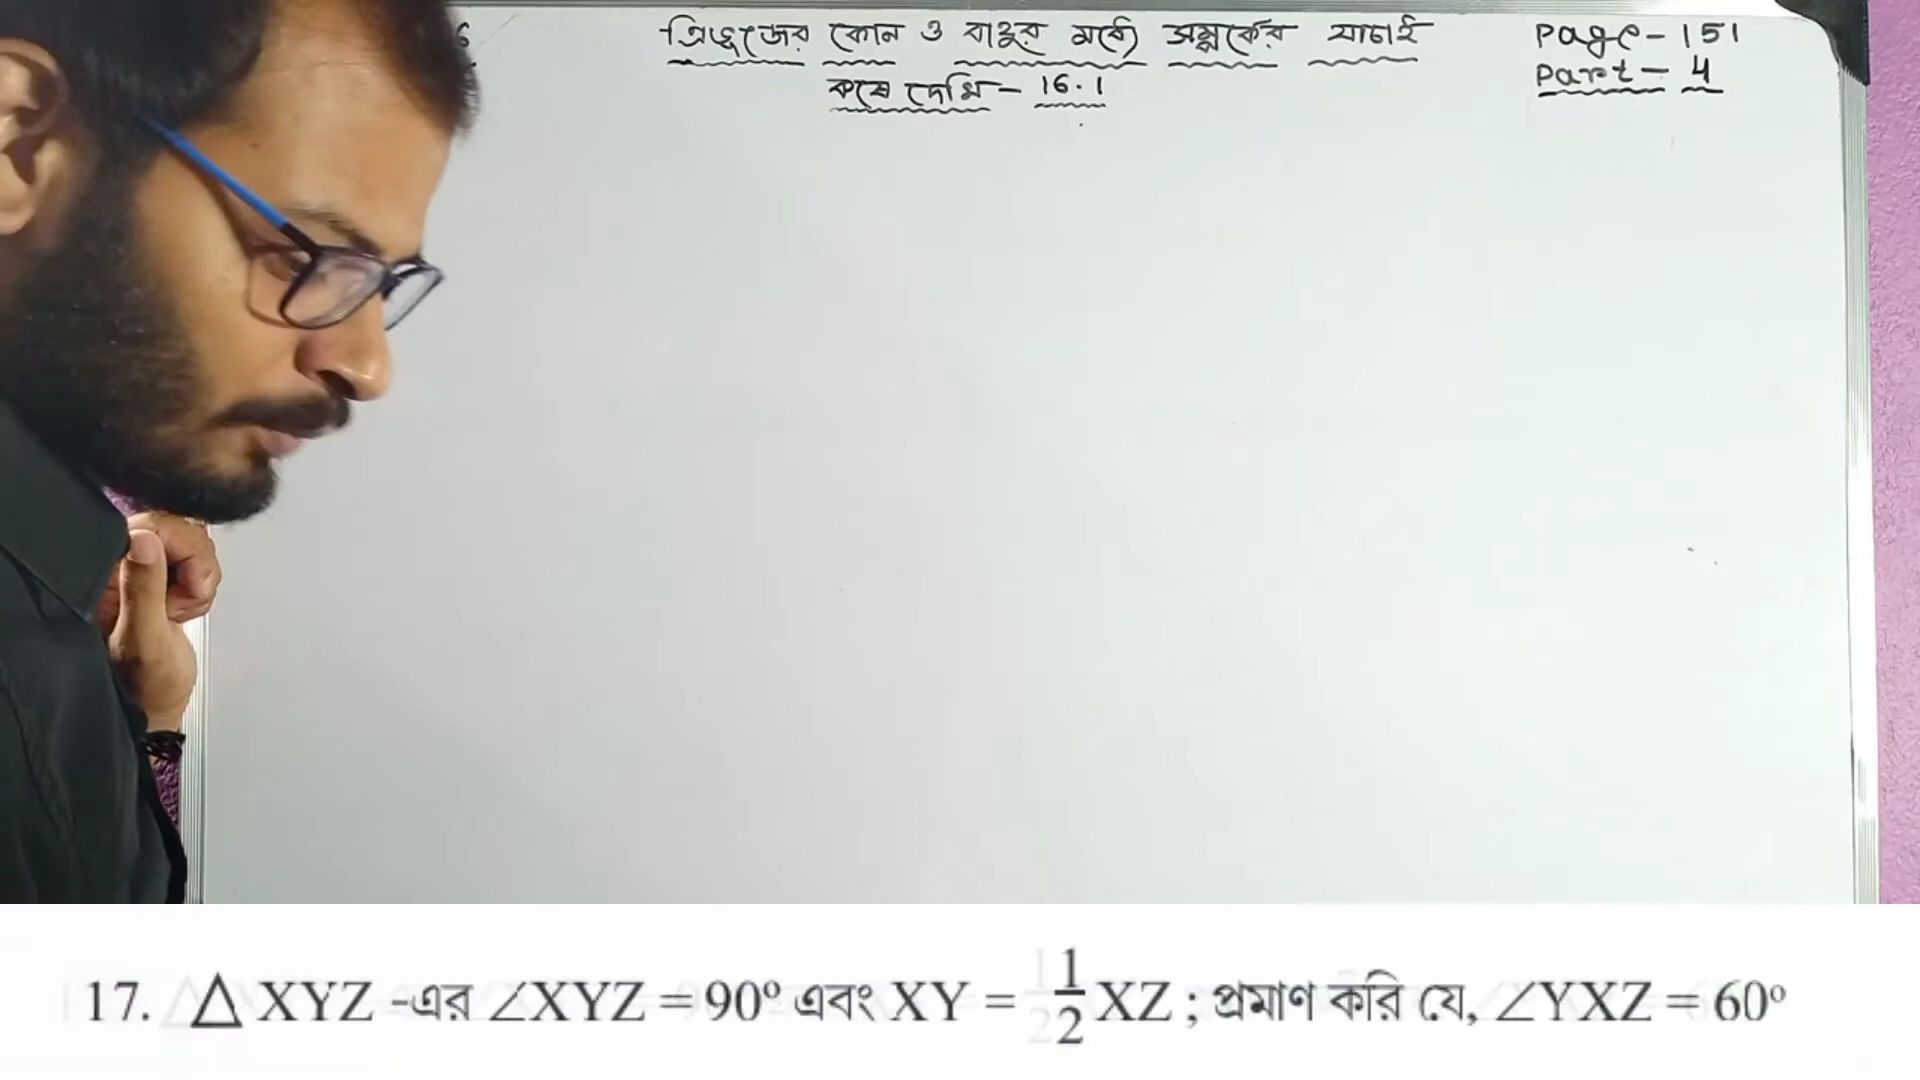 ত্রিভুজের কোন ও বাহুর মধ্যে সম্পর্কের যাচাই
কষে দেখি - 16.1
Page - 151
Part - 4
17. △ XYZ -এর ∠XYZ = 90° এবং XY = 1/2 XZ ; প্রমাণ করি যে, ∠YXZ = 60°